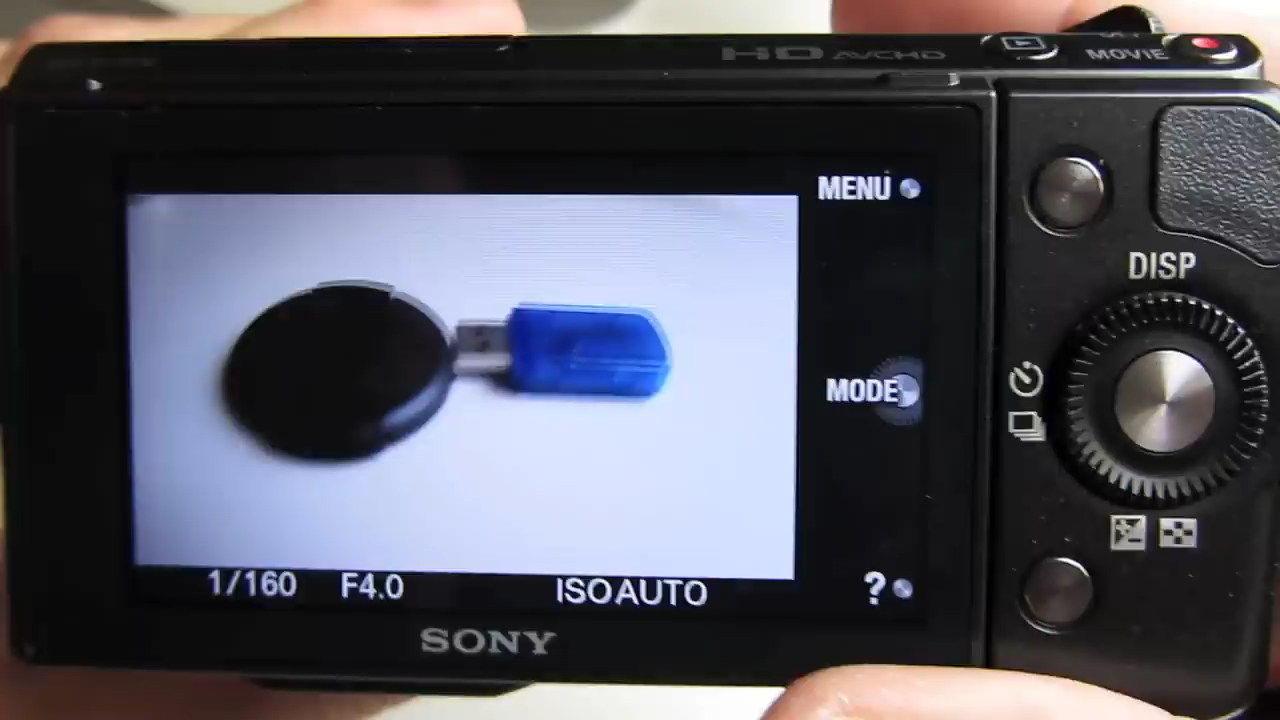 HD AVCHD
MOVIE
MENU
DISP
MODE
1/160 F4.0 ISO AUTO
?
SONY